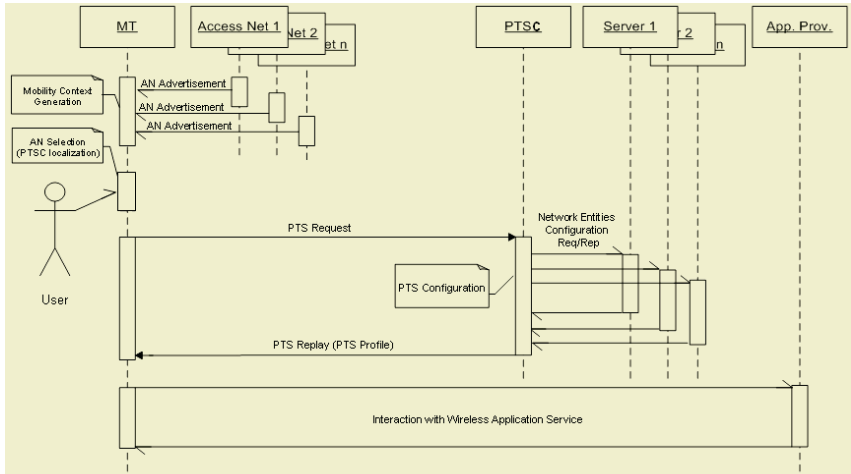 MT
Access Net 1
Net 2
et n
PTSC
Server 1
r 2
n
App. Prov.
AN Advertisement
AN Advertisement
AN Advertisement
Mobility Context
Generation
AN Selection
(PTSC localization)
User
PTS Request
Network Entities
Configuration
Req/Rep
PTS Configuration
PTS Replay (PTS Profile)
Interaction with Wireless Application Service